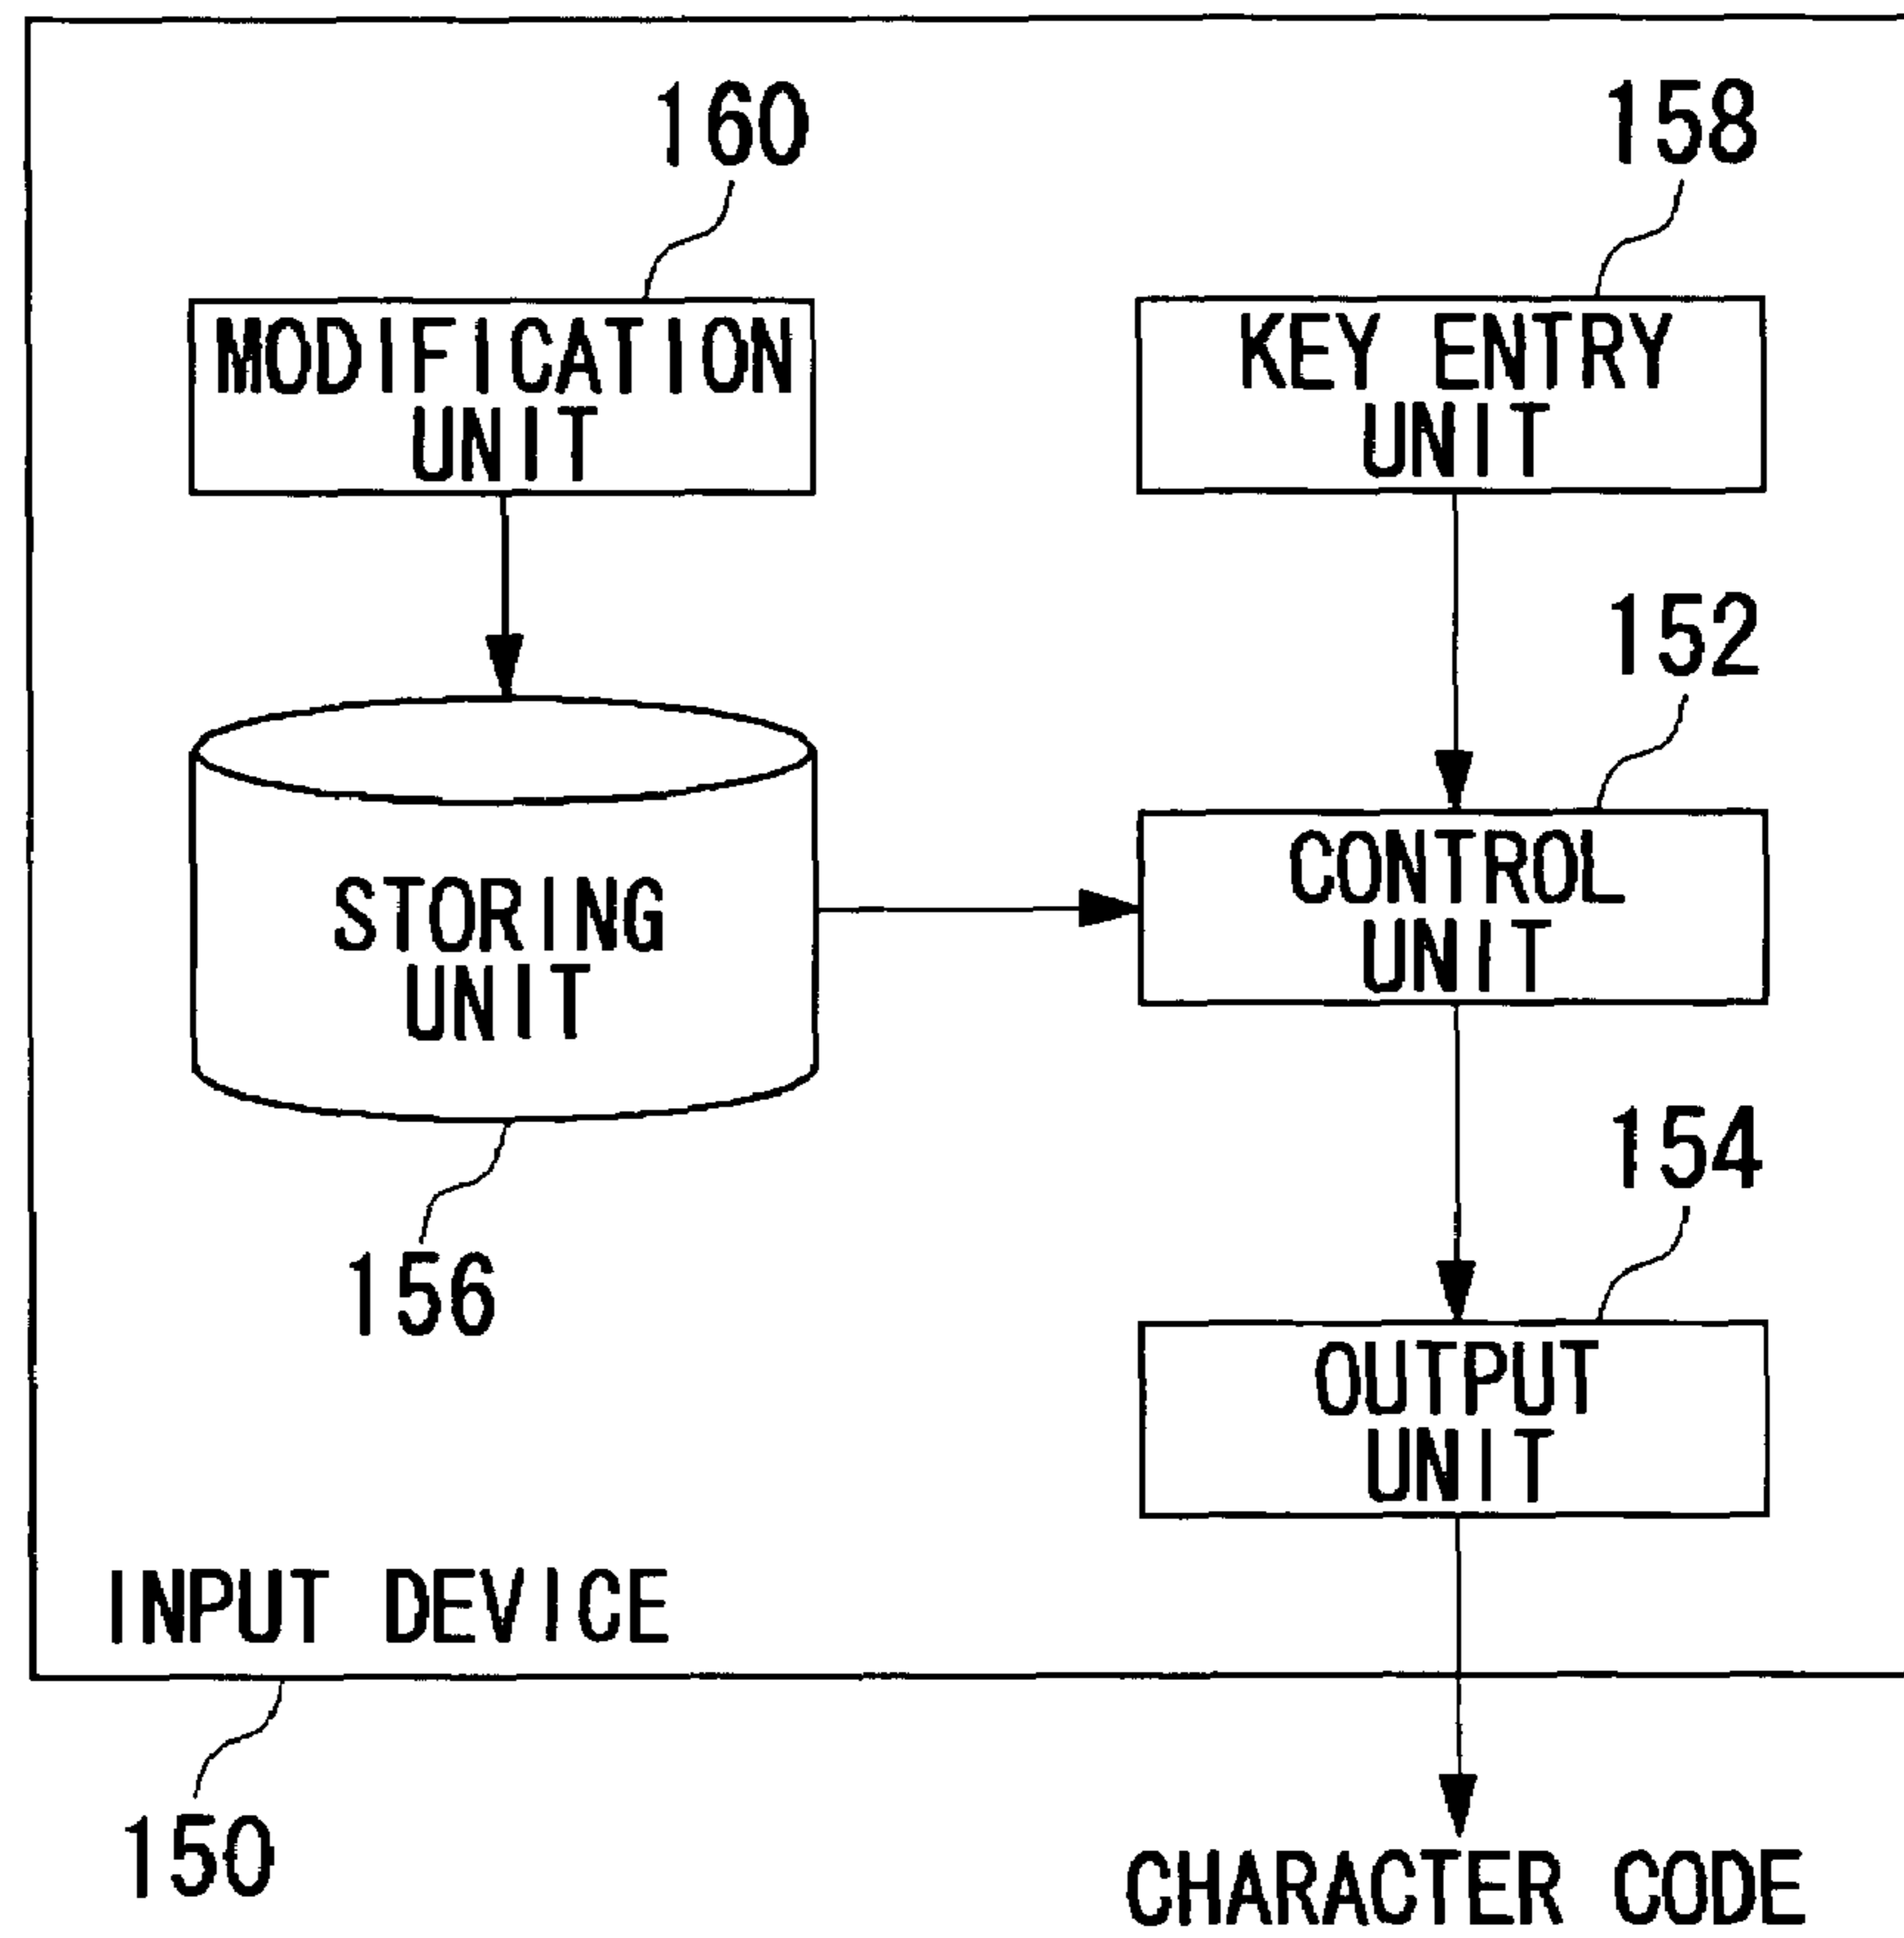 160
158
MODIFICATION
UNIT
KEY ENTRY
UNIT
152
STORING
UNIT
CONTROL
UNIT
156
154
OUTPUT
UNIT
INPUT DEVICE
150
CHARACTER CODE